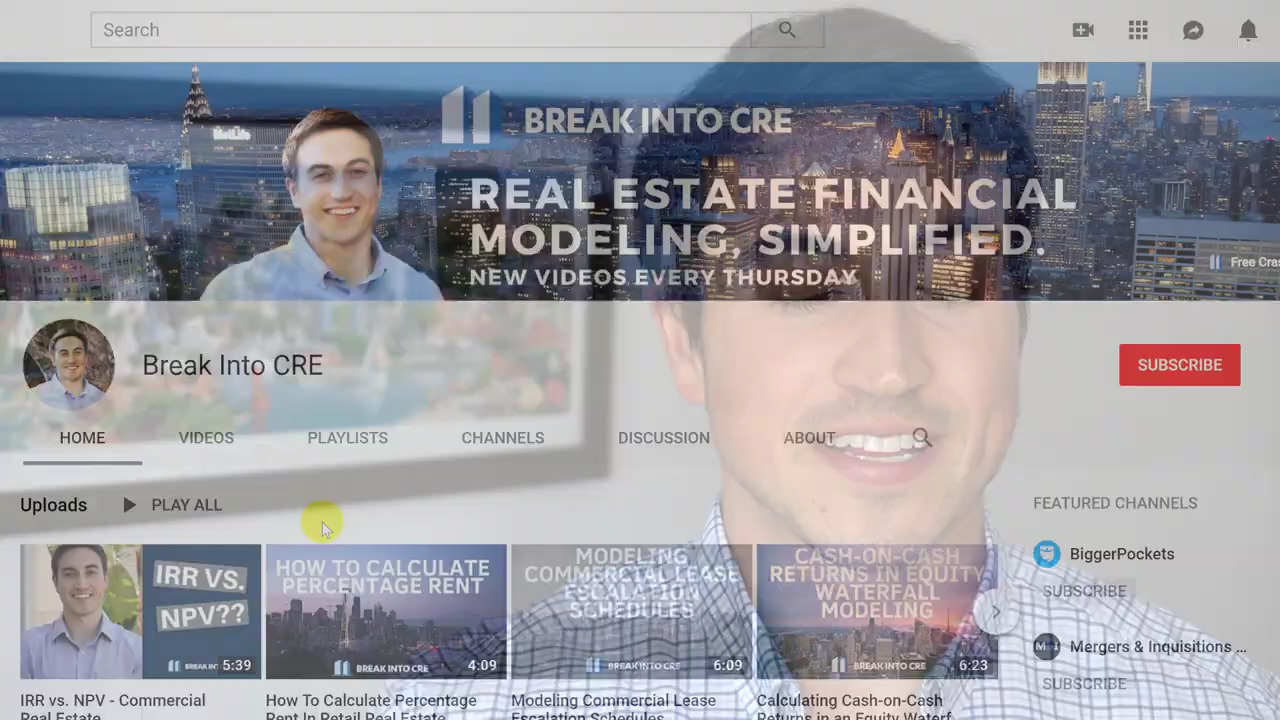 Search
BREAK INTO CRE
REAL ESTATE FINANCIAL
MODELING, SIMPLIFIED.
NEW VIDEOS EVERY THURSDAY
MetLife
Free Cras
Break Into CRE
SUBSCRIBE
HOME VIDEOS PLAYLISTS CHANNELS DISCUSSION ABOUT
Uploads PLAY ALL
FEATURED CHANNELS
BiggerPockets
SUBSCRIBE
Mergers & Inquisitions ...
SUBSCRIBE
IRR VS.
NPV??
BREAK IN
5:39
HOW TO CALCULATE
PERCENTAGE RENT
BREAK INTO CRE
4:09
MODELING
COMMERCIAL LEASE
ESCALATION
SCHEDULES
BREAK INTO CRE
6:09
CASH-ON-CASH
RETURNS IN EQUITY
WATERFALL
MODELING
BREAK INTO CRE
6:23
IRR vs. NPV - Commercial
Real Estate
How To Calculate Percentage
Rent In Retail Real Estate
Modeling Commercial Lease
Escalation Schedules
Calculating Cash-on-Cash
Returns in an Equity Waterf